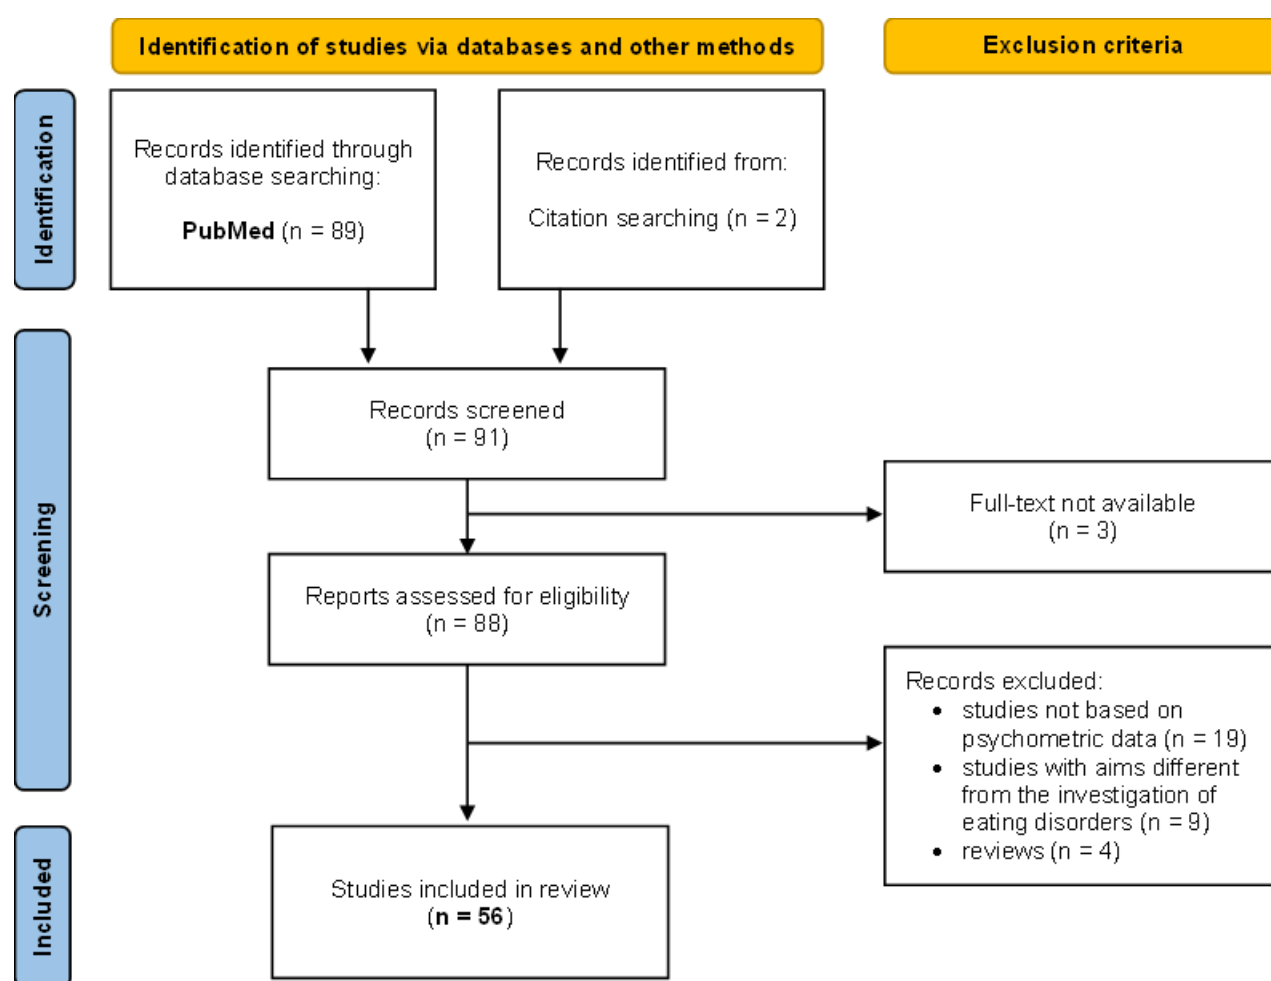 Identification of studies via databases and other methods
Exclusion criteria
Identification
Records identified through
database searching:
PubMed (n = 89)
Records identified from:
Citation searching (n = 2)
Screening
Records screened
(n = 91)
Full-text not available
(n = 3)
Reports assessed for eligibility
(n = 88)
Records excluded:
• studies not based on
psychometric data (n = 19)
• studies with aims different
from the investigation of
eating disorders (n = 9)
• reviews (n = 4)
Included
Studies included in review
(n = 56)